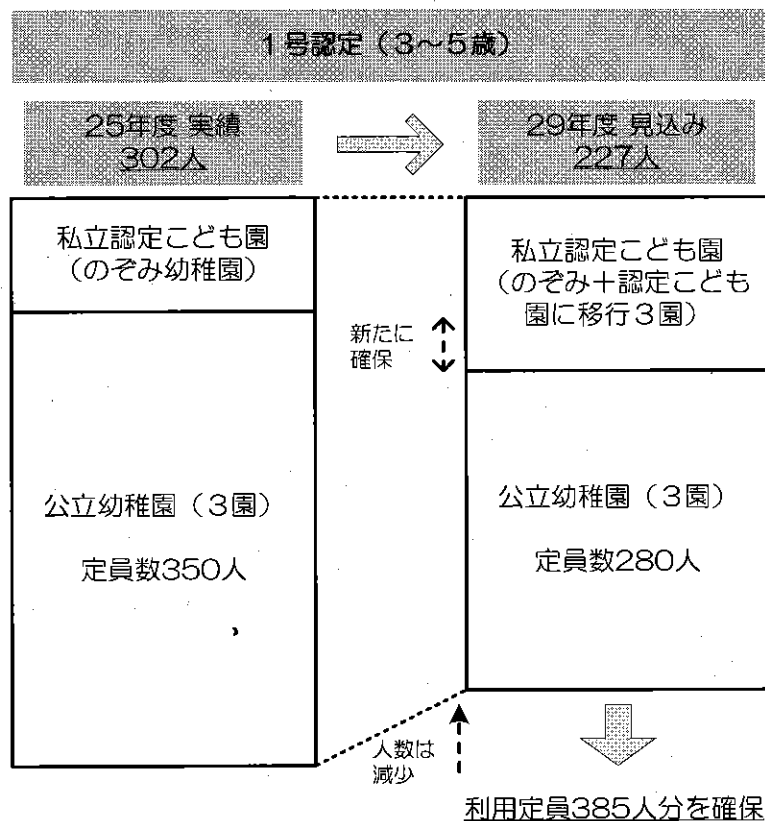 1号認定(3〜5歳)
25年度 実績
302人
29年度 見込み
227人
私立認定こども園
(のぞみ幼稚園)
公立幼稚園(3園)
定員数350人
新たに
確保
人数は
減少
私立認定こども園
(のぞみ+認定こども
園に移行3園)
公立幼稚園(3園)
定員数280人
利用定員385人分を確保